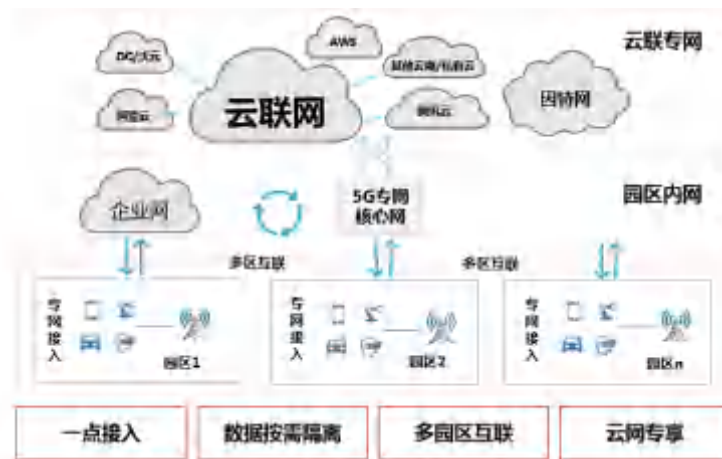 云联专网
AWS
云联网
因特网
园区内网
企业网
5G专网
核心网
多区互联
多区互联
专网接入
园区1
专网接入
园区2
专网接入
园区n
一点接入
数据按需隔离
多园区互联
云网专享